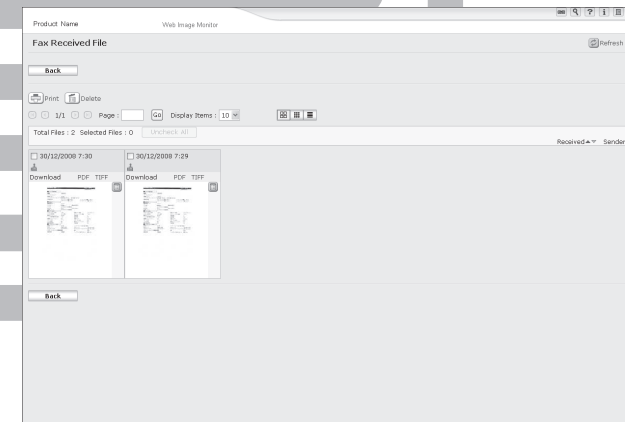 Product Name Web Image Monitor
Fax Received File Refresh
Back
Print Delete
1/1 Page : Go Display Items : 10
Total Files : 2 Selected Files : 0 Uncheck All
Received Sender
30/12/2008 7:30 30/12/2008 7:29
Download PDF TIFF Download PDF TIFF
Back